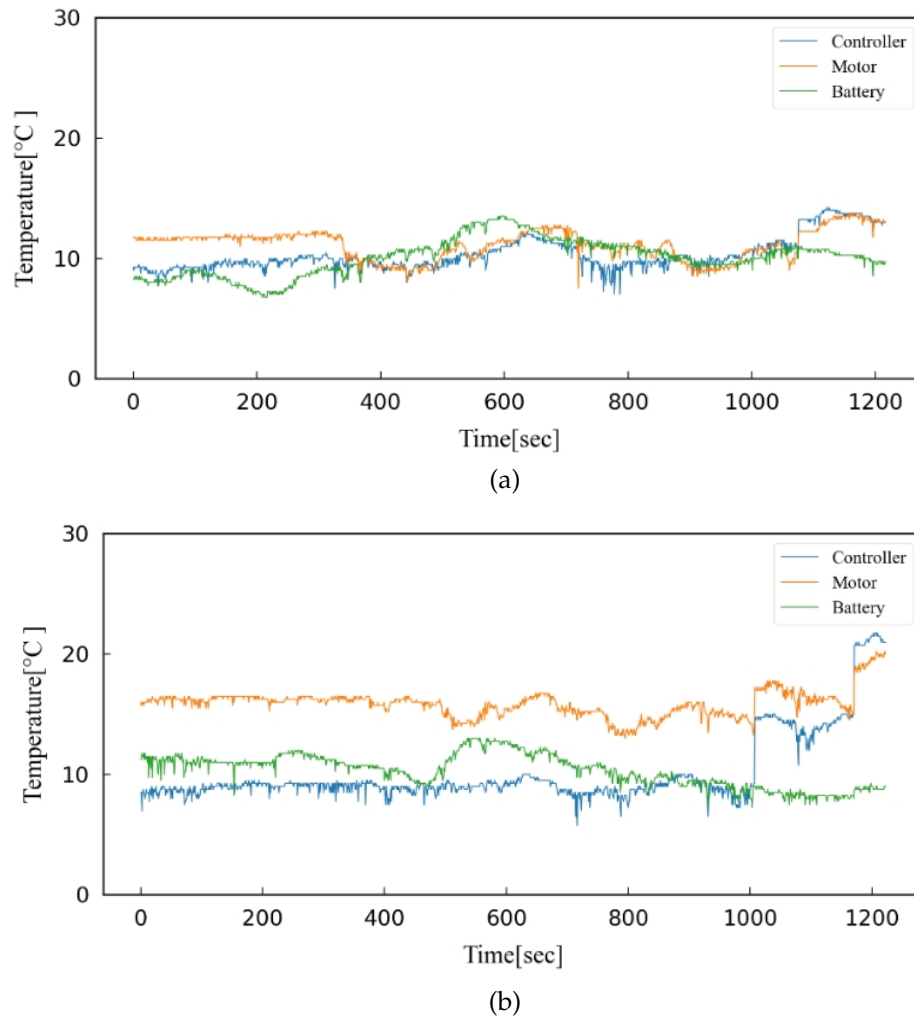 30
20
10
0
Temperature[°C ]
Controller
Motor
Battery
0 200 400 600 800 1000 1200
Time[sec]
(a)
30
20
10
0
Temperature[°C ]
Controller
Motor
Battery
0 200 400 600 800 1000 1200
Time[sec]
(b)